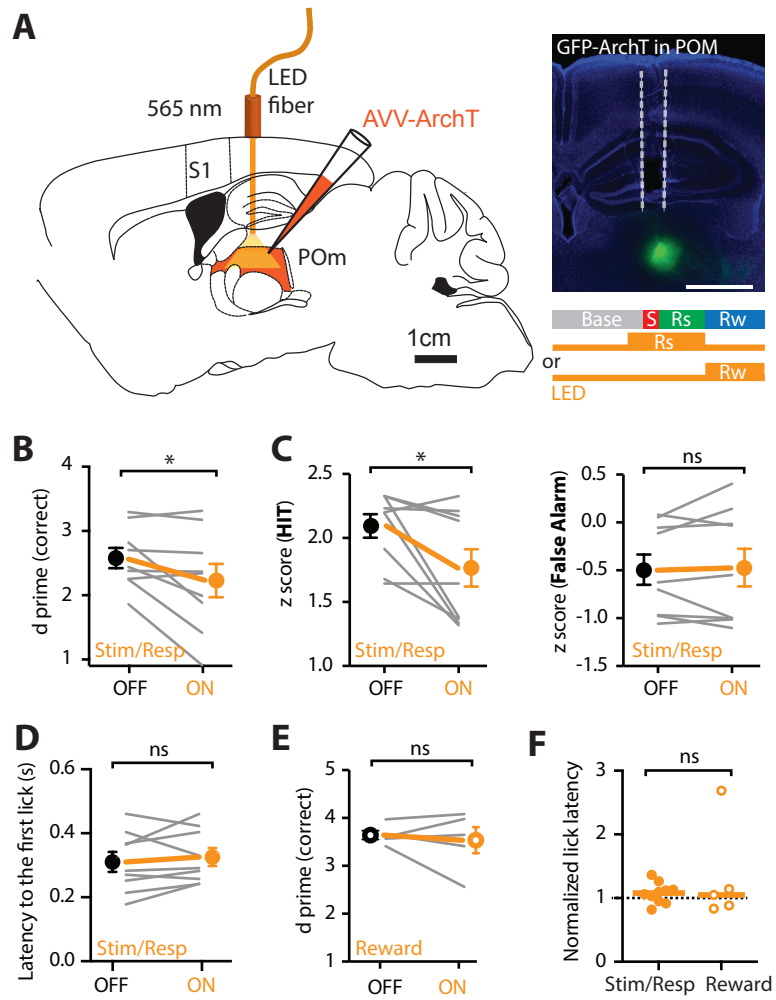 A
LED
fiber
565 nm
AVV-ArchT
S1
POm
1cm
GFP-ArchT in POM
Base S Rs Rw
Rs
or
Rw
LED
B
d prime (correct)
4
3
2
1
*
Stim/Resp
OFF ON
C
z score (HIT)
2.5
2.0
1.5
1.0
*
Stim/Resp
OFF ON
z score (False Alarm)
0.5
0.0
-0.5
-1.0
-1.5
ns
Stim/Resp
OFF ON
D
Latency to the first lick (s)
0.6
0.4
0.2
0.0
ns
Stim/Resp
OFF ON
E
d prime (correct)
5
4
3
2
1
ns
Reward
OFF ON
F
Normalized lick latency
3
2
1
0
ns
Stim/Resp Reward